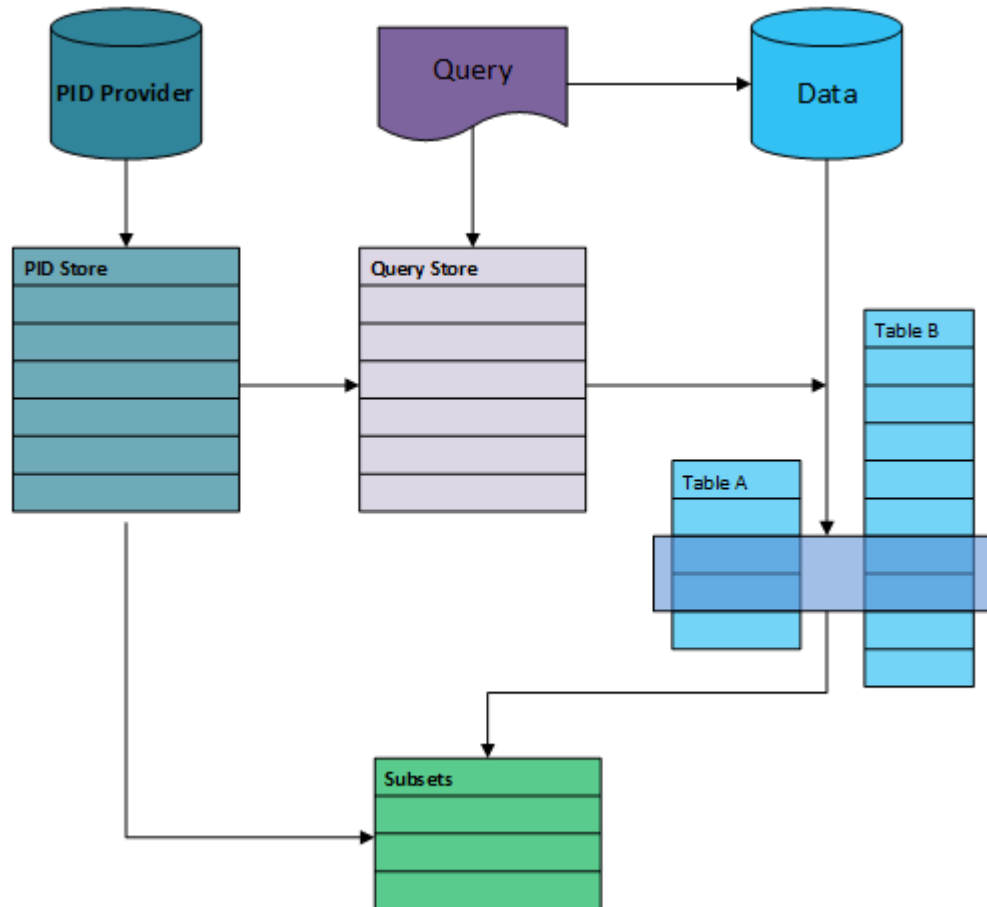 PID Provider
Query
Data
PID Store
Query Store
Table B
Table A
Subsets